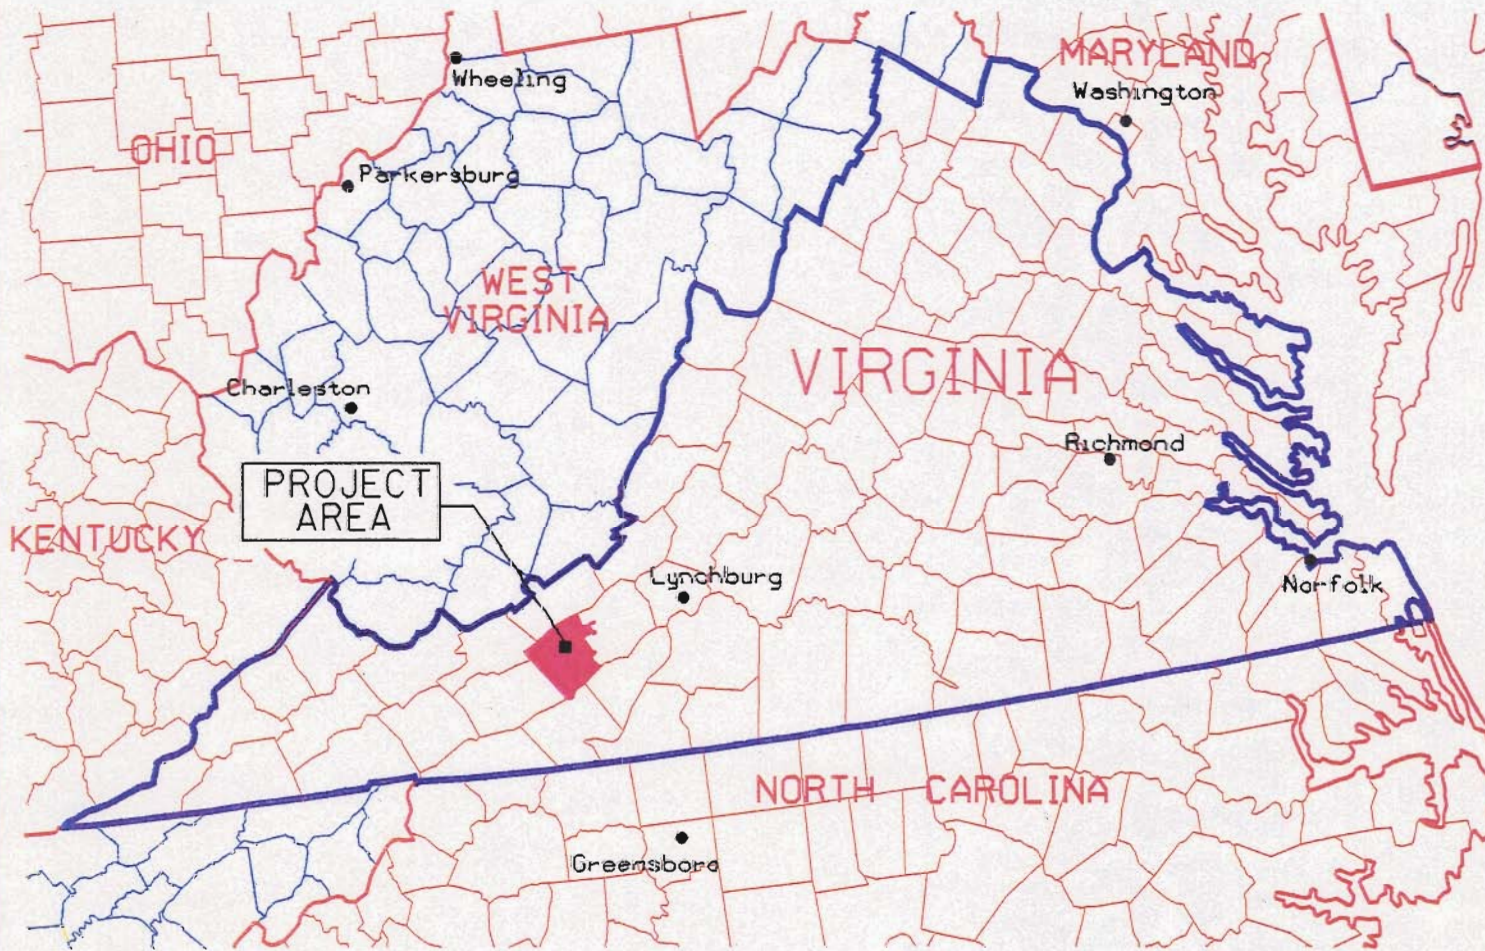 MARYLAND
Wheeling
Washington
OHIO
Parkersburg
WEST
VIRGINIA
VIRGINIA
Charleston
Richmond
PROJECT
AREA
KENTUCKY
Lynchburg
Norfolk
NORTH CAROLINA
Greensboro